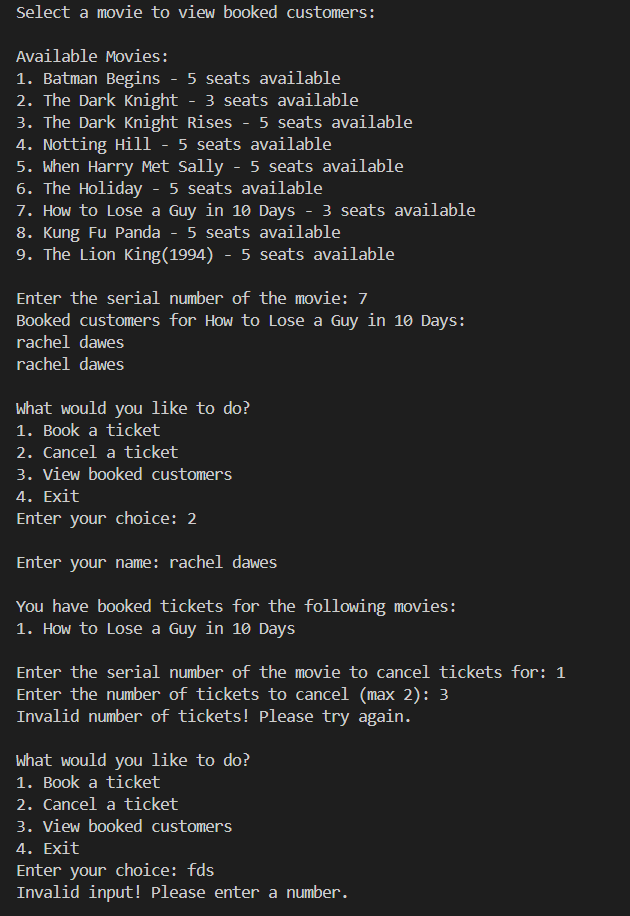 Select a movie to view booked customers:
Available Movies:
1. Batman Begins - 5 seats available
2. The Dark Knight - 3 seats available
3. The Dark Knight Rises - 5 seats available
4. Notting Hill - 5 seats available
5. When Harry Met Sally - 5 seats available
6. The Holiday - 5 seats available
7. How to Lose a Guy in 10 Days - 3 seats available
8. Kung Fu Panda - 5 seats available
9. The Lion King(1994) - 5 seats available
Enter the serial number of the movie: 7
Booked customers for How to Lose a Guy in 10 Days:
rachel dawes
rachel dawes
What would you like to do?
1. Book a ticket
2. Cancel a ticket
3. View booked customers
4. Exit
Enter your choice: 2
Enter your name: rachel dawes
You have booked tickets for the following movies:
1. How to Lose a Guy in 10 Days
Enter the serial number of the movie to cancel tickets for: 1
Enter the number of tickets to cancel (max 2): 3
Invalid number of tickets! Please try again.
What would you like to do?
1. Book a ticket
2. Cancel a ticket
3. View booked customers
4. Exit
Enter your choice: fds
Invalid input! Please enter a number.